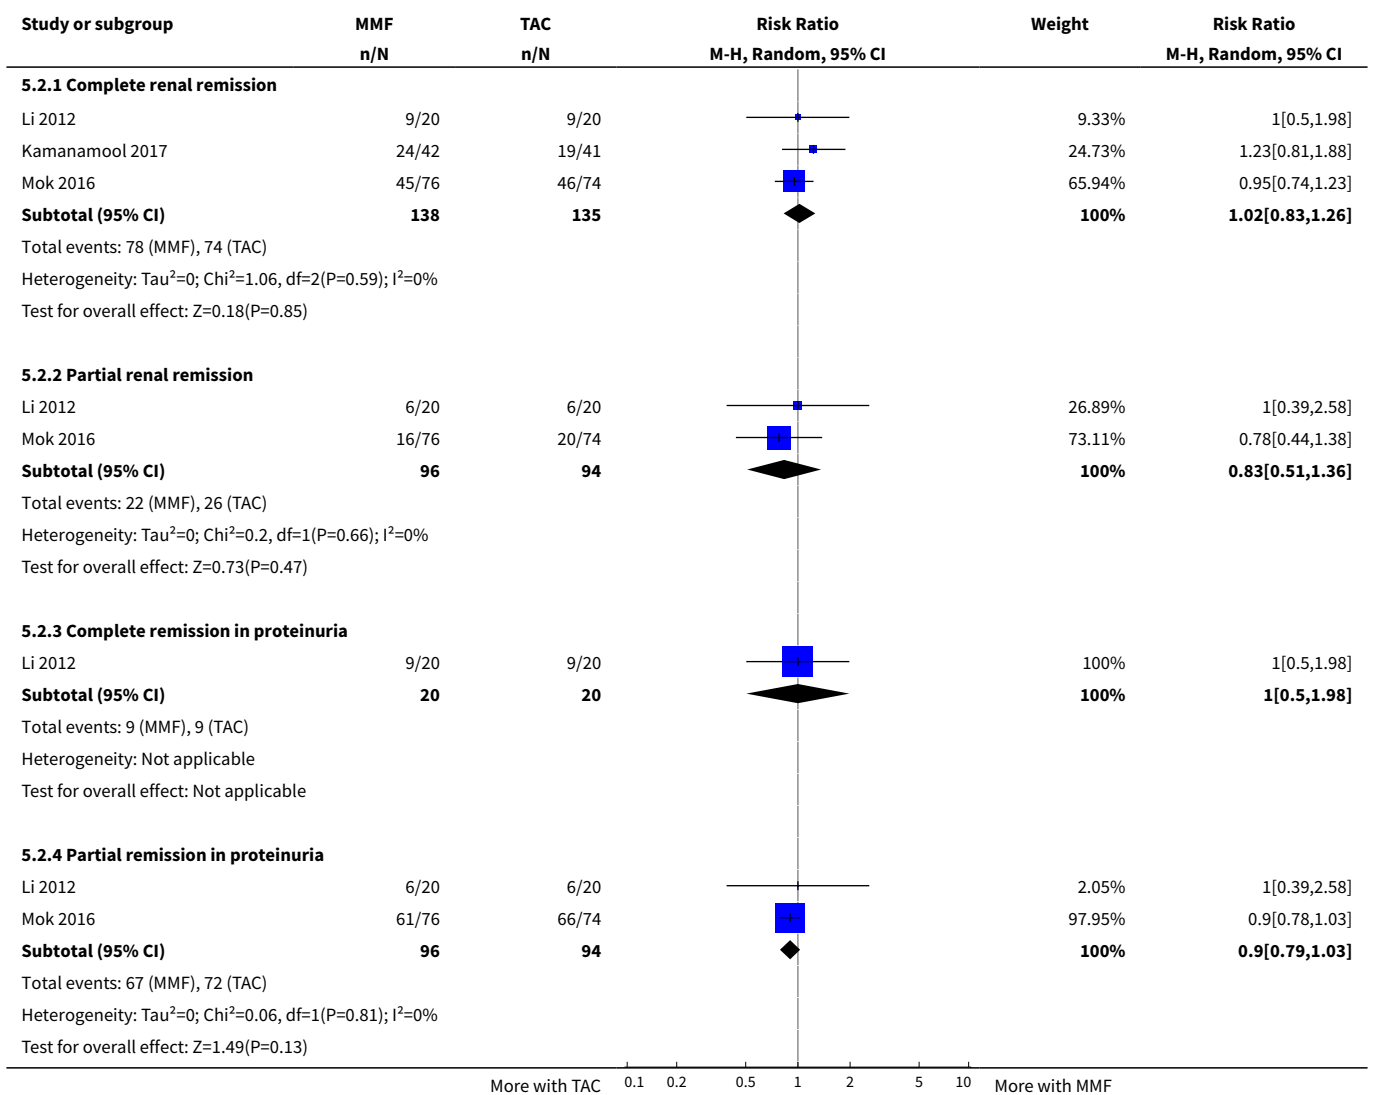 Study or subgroup MMF TAC Risk Ratio Weight Risk Ratio
n/N n/N M-H, Random, 95% CI M-H, Random, 95% CI
5.2.1 Complete renal remission
Li 2012 9/20 9/20 9.33% 1[0.5,1.98]
Kamanamool 2017 24/42 19/41 24.73% 1.23[0.81,1.88]
Mok 2016 45/76 46/74 65.94% 0.95[0.74,1.23]
Subtotal (95% CI) 138 135 100% 1.02[0.83,1.26]
Total events: 78 (MMF), 74 (TAC)
Heterogeneity: Tau²=0; Chi²=1.06, df=2(P=0.59); I²=0%
Test for overall effect: Z=0.18(P=0.85)
5.2.2 Partial renal remission
Li 2012 6/20 6/20 26.89% 1[0.39,2.58]
Mok 2016 16/76 20/74 73.11% 0.78[0.44,1.38]
Subtotal (95% CI) 96 94 100% 0.83[0.51,1.36]
Total events: 22 (MMF), 26 (TAC)
Heterogeneity: Tau²=0; Chi²=0.2, df=1(P=0.66); I²=0%
Test for overall effect: Z=0.73(P=0.47)
5.2.3 Complete remission in proteinuria
Li 2012 9/20 9/20 100% 1[0.5,1.98]
Subtotal (95% CI) 20 20 100% 1[0.5,1.98]
Total events: 9 (MMF), 9 (TAC)
Heterogeneity: Not applicable
Test for overall effect: Not applicable
5.2.4 Partial remission in proteinuria
Li 2012 6/20 6/20 2.05% 1[0.39,2.58]
Mok 2016 61/76 66/74 97.95% 0.9[0.78,1.03]
Subtotal (95% CI) 96 94 100% 0.9[0.79,1.03]
Total events: 67 (MMF), 72 (TAC)
Heterogeneity: Tau²=0; Chi²=0.06, df=1(P=0.81); I²=0%
Test for overall effect: Z=1.49(P=0.13)
More with TAC 0.1 0.2 0.5 1 2 5 10 More with MMF